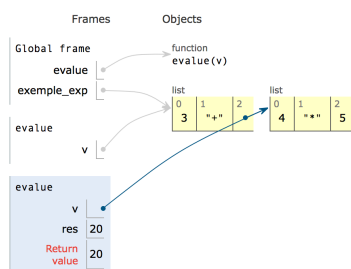 Frames Objects
Global frame
evalue
exemple_exp
function
evalue(v)
list
0 1 2
3 "+"
list
0 1 2
4 "*" 5
evalue
v
evalue
v
res 20
Return
value 20